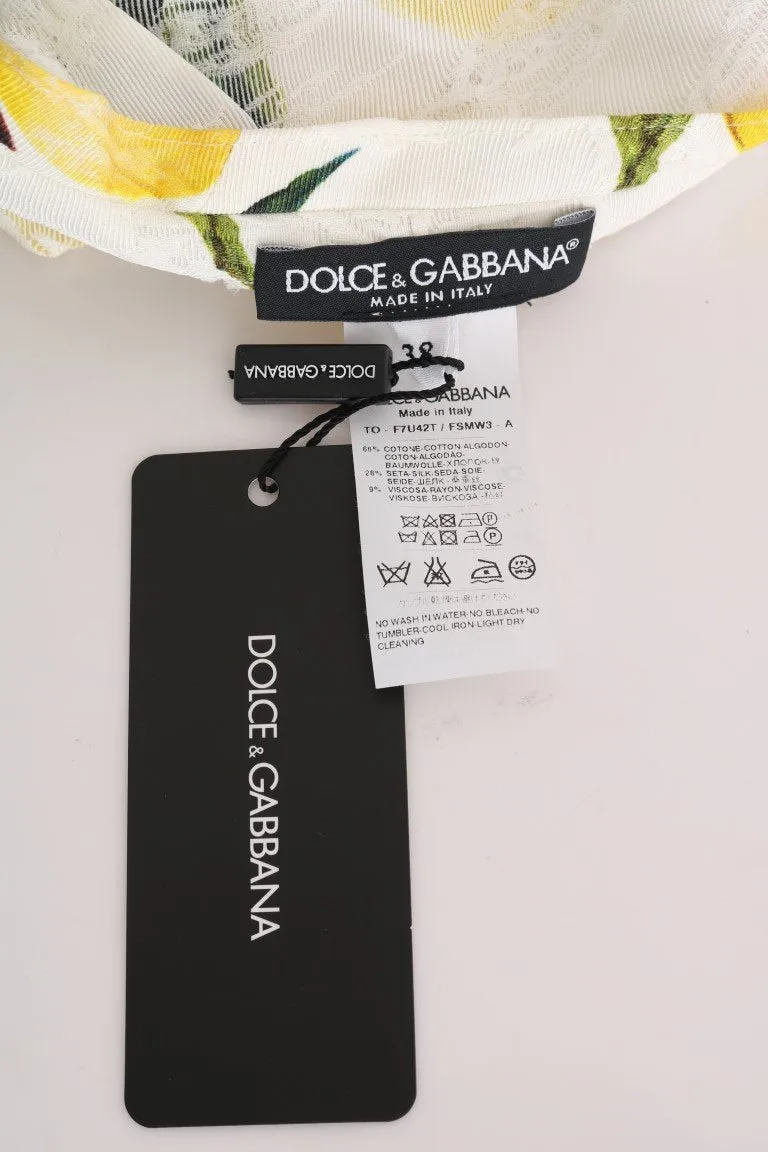 DOLCE & GABBANA®
MADE IN ITALY
DOLCE & GABBANA
38
GABBANA
Made in Italy
TO - F7U42T / FSMW3 - A
COTONE-COTTON-ALGODON-
COTON-ALGODAO-
BAUMWOLLE-ХЛОПОК-
SETA-SILK-SEDA-SOIE-
SEIDE-ШЕЛК-
9% VISCOSA-RAYON-VISCOSE-
VISKOSE-ВИСКОЗА-
P
P
NO WASH IN WATER-NO BLEACH-NO
TUMBLER-COOL IRON-LIGHT DRY
CLEANING
DOLCE & GABBANA